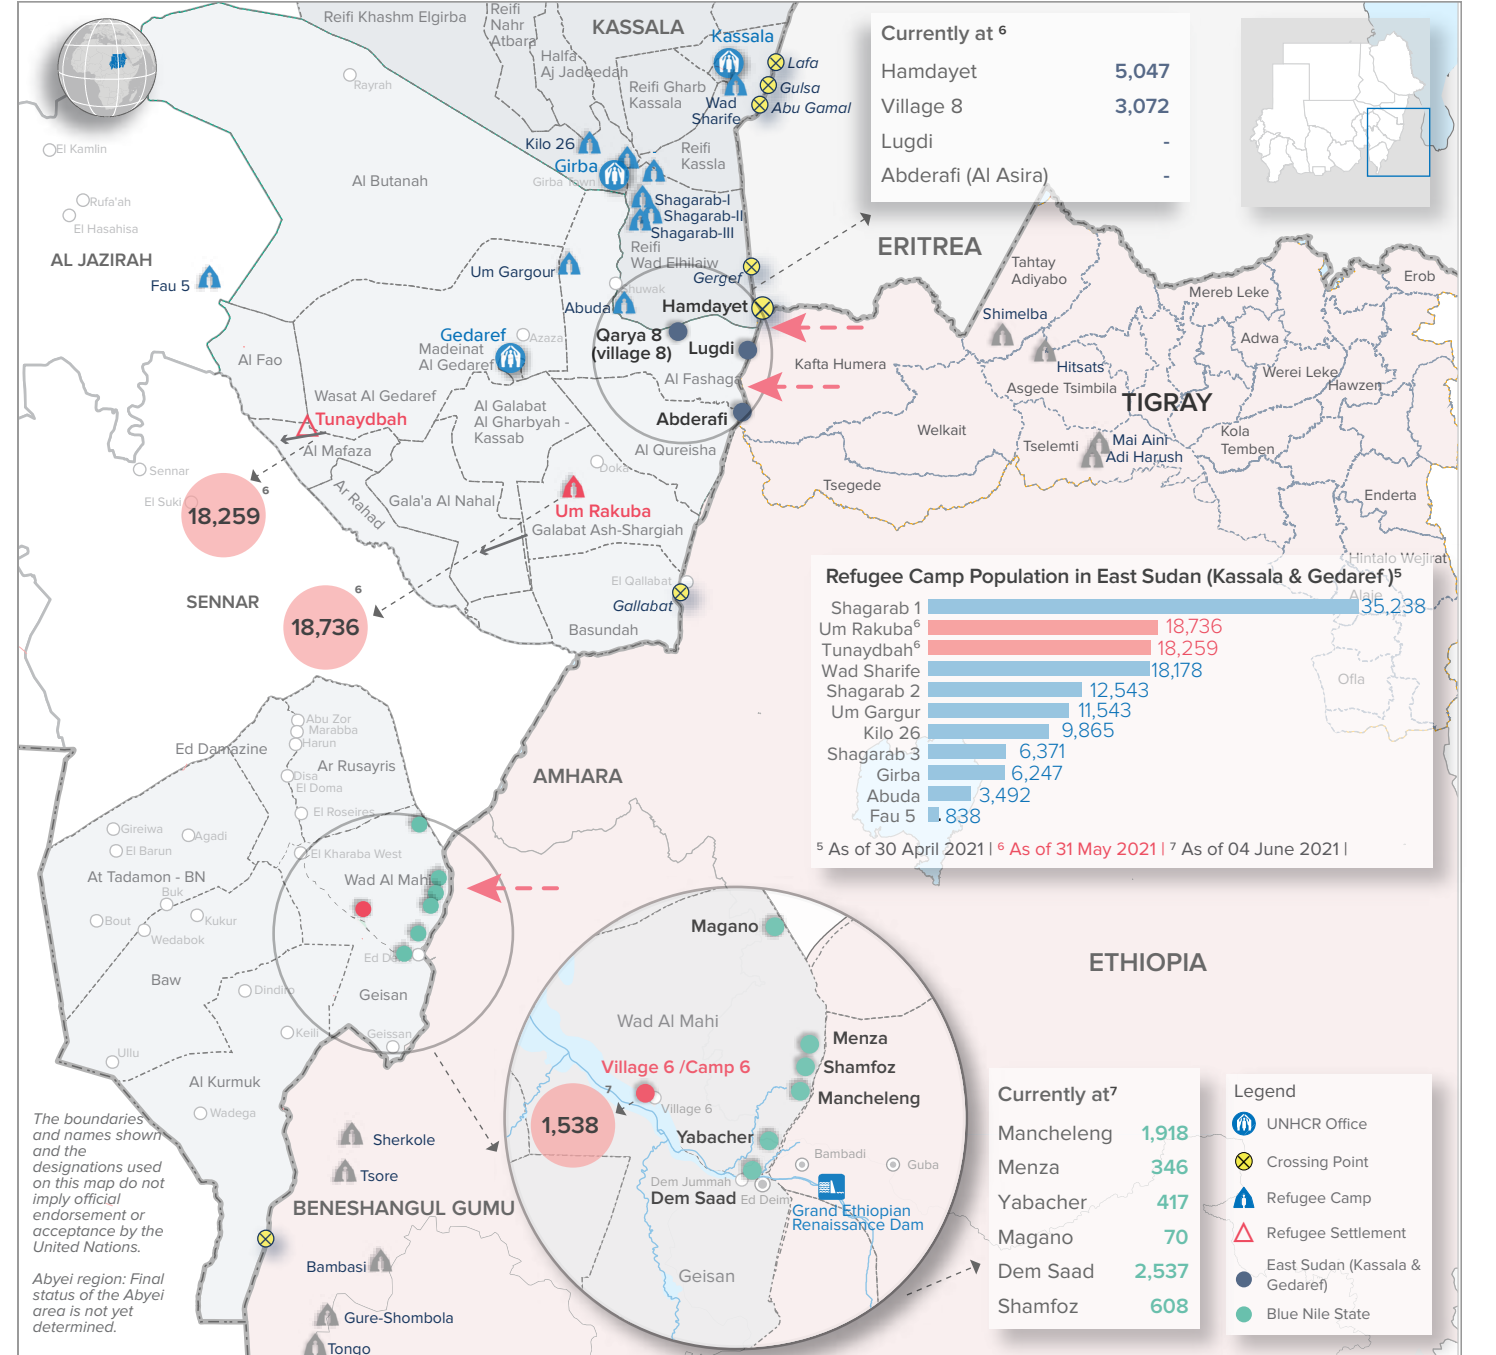 Reifi Khashm Elgirba
Reifi
Nahr
Atbara
KASSALA
Halfa
Aj Jadeedah
Reifi Gharb
Kassala
Kassala
Lafa
Gulsa
Abu Gamal
Wad
Sharife
Rayrah
El Kamlin
Kilo 26
Girba
Girba Town
Reifi
Kassla
Al Butanah
Rufa'ah
El Hasahisa
AL JAZIRAH
Fau 5
Shagarab-I
Shagarab-II
Shagarab-III
Reifi
Wad Elhilaiw
Um Gargour
Gergef
Abuda
Hamdayet
Gedaref
Azaza
Madeinat
Al Gedaref
Qarya 8
(village 8)
Lugdi
Al Fashaga
Al Fao
Wasat Al Gedaref
Tunaydbah
Al Galabat
Al Gharbyah -
Kassab
Abderafi
Al Mafaza
Al Qureisha
Sennar
Doka
El Suki
18,259
6
Ar Rahad
Gala'a Al Nahal
Um Rakuba
Galabat Ash-Shargiah
SENNAR
6
18,736
El Qallabat
Gallabat
Basundah
Currently at 6
Hamdayet 5,047
Village 8 3,072
Lugdi -
Abderafi (Al Asira) -
ERITREA
Tahtay
Adiyabo
Mereb Leke
Erob
Shimelba
Hitsats
Adwa
Kafta Humera
Werei Leke
Hawzen
Asgede Tsimbila
TIGRAY
Welkait
Tselemti
Mai Aini
Adi Harush
Kola
Temben
Tsegede
Enderta
Hintalo Wejirat
Alaje
Ofla
Refugee Camp Population in East Sudan (Kassala & Gedaref )5
Shagarab 1 35,238
Um Rakuba6 18,736
Tunaydbah6 18,259
Wad Sharife 18,178
Shagarab 2 12,543
Um Gargur 11,543
Kilo 26 9,865
Shagarab 3 6,371
Girba 6,247
Abuda 3,492
Fau 5 838
5 As of 30 April 2021 | 6 As of 31 May 2021 | 7 As of 04 June 2021 |
Abu Zor
Marabba
Harun
Ed Damazine
Ar Rusayris
Disa
El Doma
El Roseires
AMHARA
Gireiwa
Agadi
El Barun
El Kharaba West
At Tadamon - BN
Wad Al Mahi
Buk
Bout
Kukur
Wedabok
Baw
Dindiro
Geisan
Keili
Geissan
Ullu
Al Kurmuk
Wadega
ETHIOPIA
Magano
Wad Al Mahi
Menza
Shamfoz
Mancheleng
Village 6 /Camp 6
7
1,538
Village 6
Yabacher
Bambadi
Guba
Dem Jummah
Dem Saad
Ed Deim
Grand Ethiopian
Renaissance Dam
Geisan
Sherkole
Tsore
BENESHANGUL GUMU
Bambasi
Gure-Shombola
Tongo
The boundaries
and names shown
and the
designations used
on this map do not
imply official
endorsement or
acceptance by the
United Nations.
Abyei region: Final
status of the Abyei
area is not yet
determined.
Currently at7
Mancheleng 1,918
Menza 346
Yabacher 417
Magano 70
Dem Saad 2,537
Shamfoz 608
Legend
UNHCR Office
Crossing Point
Refugee Camp
Refugee Settlement
East Sudan (Kassala &
Gedaref)
Blue Nile State